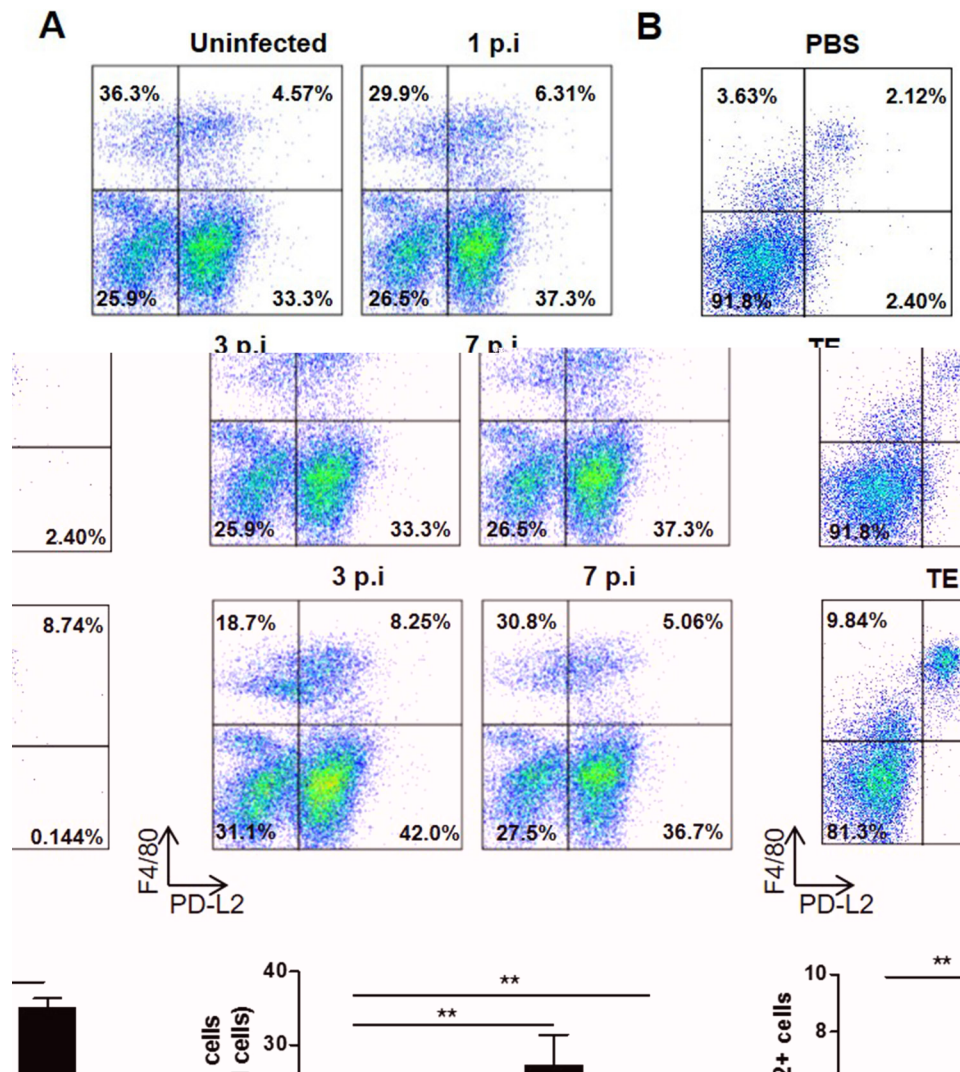 A
B
Uninfected
1 p.i
PBS
36.3%
4.57%
29.9%
6.31%
3.63%
2.12%
25.9%
33.3%
26.5%
37.3%
91.8%
2.40%
3 p.i
7 p.i
TE
2.40%
25.9%
33.3%
26.5%
37.3%
91.8%
3 p.i
7 p.i
TE
8.74%
18.7%
8.25%
30.8%
5.06%
9.84%
0.144%
31.1%
42.0%
27.5%
36.7%
81.3%
F4/80
PD-L2
F4/80
PD-L2
40
**
**
30
cells
cells)
**
10
8
2+ cells